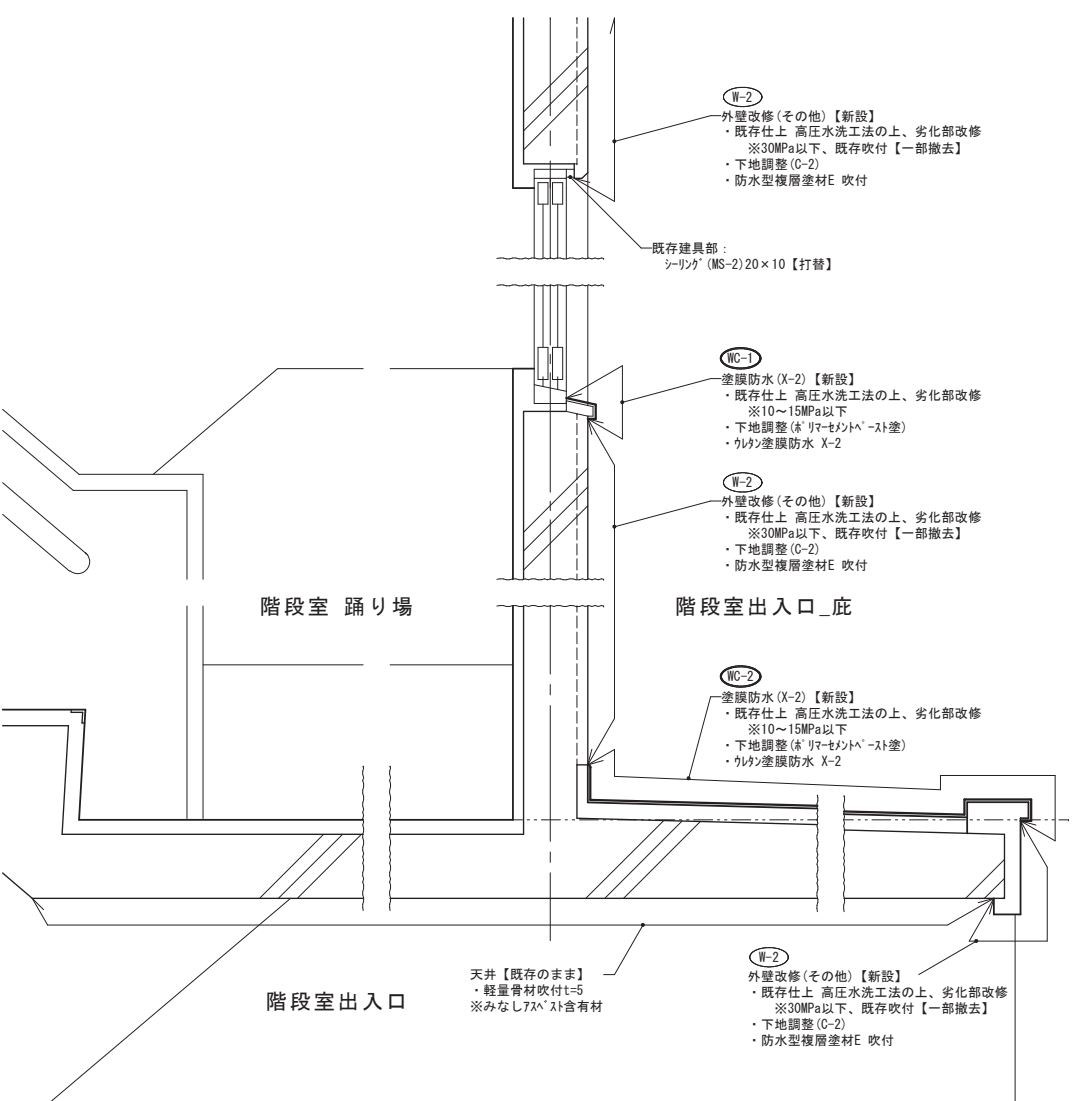 W-2
外壁改修(その他)【新設】
・既存仕上 高圧水洗工法の上、劣化部改修
※30MPa以下、既存吹付【一部撤去】
・下地調整(C-2)
・防水型複層塗材E 吹付
既存建具部：
ｼｰﾘﾝｸﾞ(MS-2)20×10【打替】
WC-1
塗膜防水(X-2)【新設】
・既存仕上 高圧水洗工法の上、劣化部改修
※10～15MPa以下
・下地調整(ﾎﾟﾘﾏｰｾﾒﾝﾄﾍﾟｰｽﾄ塗)
・ｳﾚﾀﾝ塗膜防水 X-2
W-2
外壁改修(その他)【新設】
・既存仕上 高圧水洗工法の上、劣化部改修
※30MPa以下、既存吹付【一部撤去】
・下地調整(C-2)
・防水型複層塗材E 吹付
階段室 踊り場
階段室出入口_庇
WC-2
塗膜防水(X-2)【新設】
・既存仕上 高圧水洗工法の上、劣化部改修
※10～15MPa以下
・下地調整(ﾎﾟﾘﾏｰｾﾒﾝﾄﾍﾟｰｽﾄ塗)
・ｳﾚﾀﾝ塗膜防水 X-2
天井【既存のまま】
・軽量骨材吹付t=5
※みなしｱｽﾍﾞｽﾄ含有材
階段室出入口
W-2
外壁改修(その他)【新設】
・既存仕上 高圧水洗工法の上、劣化部改修
※30MPa以下、既存吹付【一部撤去】
・下地調整(C-2)
・防水型複層塗材E 吹付